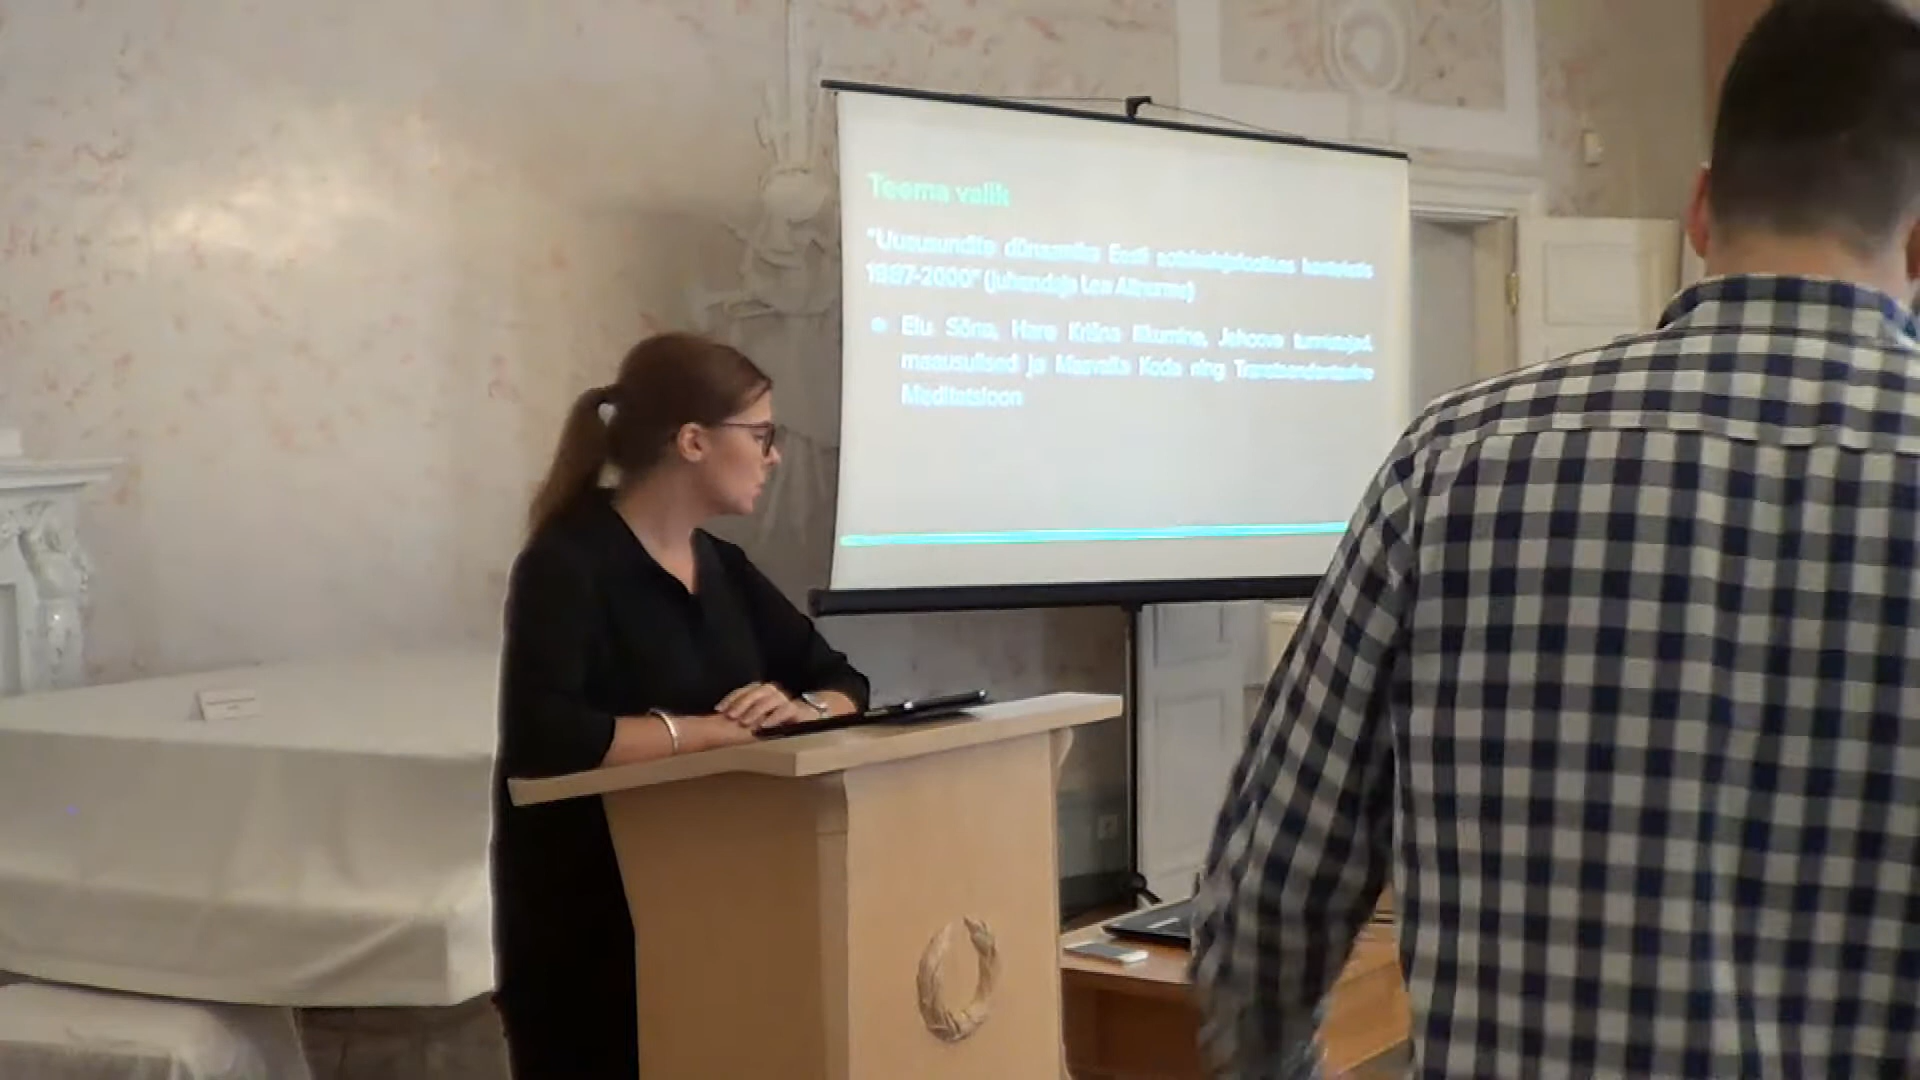 Teema valik
"Uususundite dünaamika Eesti sotsiaalajaloolises kontekstis
1987-2000" (juhendaja Lea Altnurme)
Elu Sõna, Hare Krišna liikumine, Jehoova tunnistajad,
maausulised ja Maavalla Koda ning Transtsendentaalne
Meditatsioon